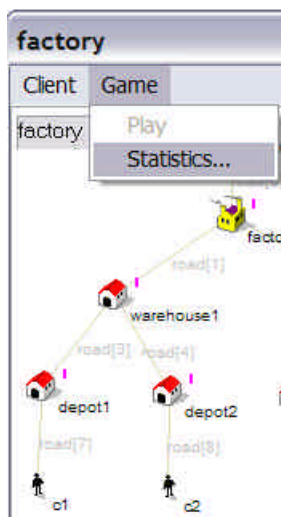 factory
Client Game
factory Play
Statistics...
facto
road[1]
warehouse1
road[3] road[4]
depot1 depot2
road[7] road[8]
c1 c2